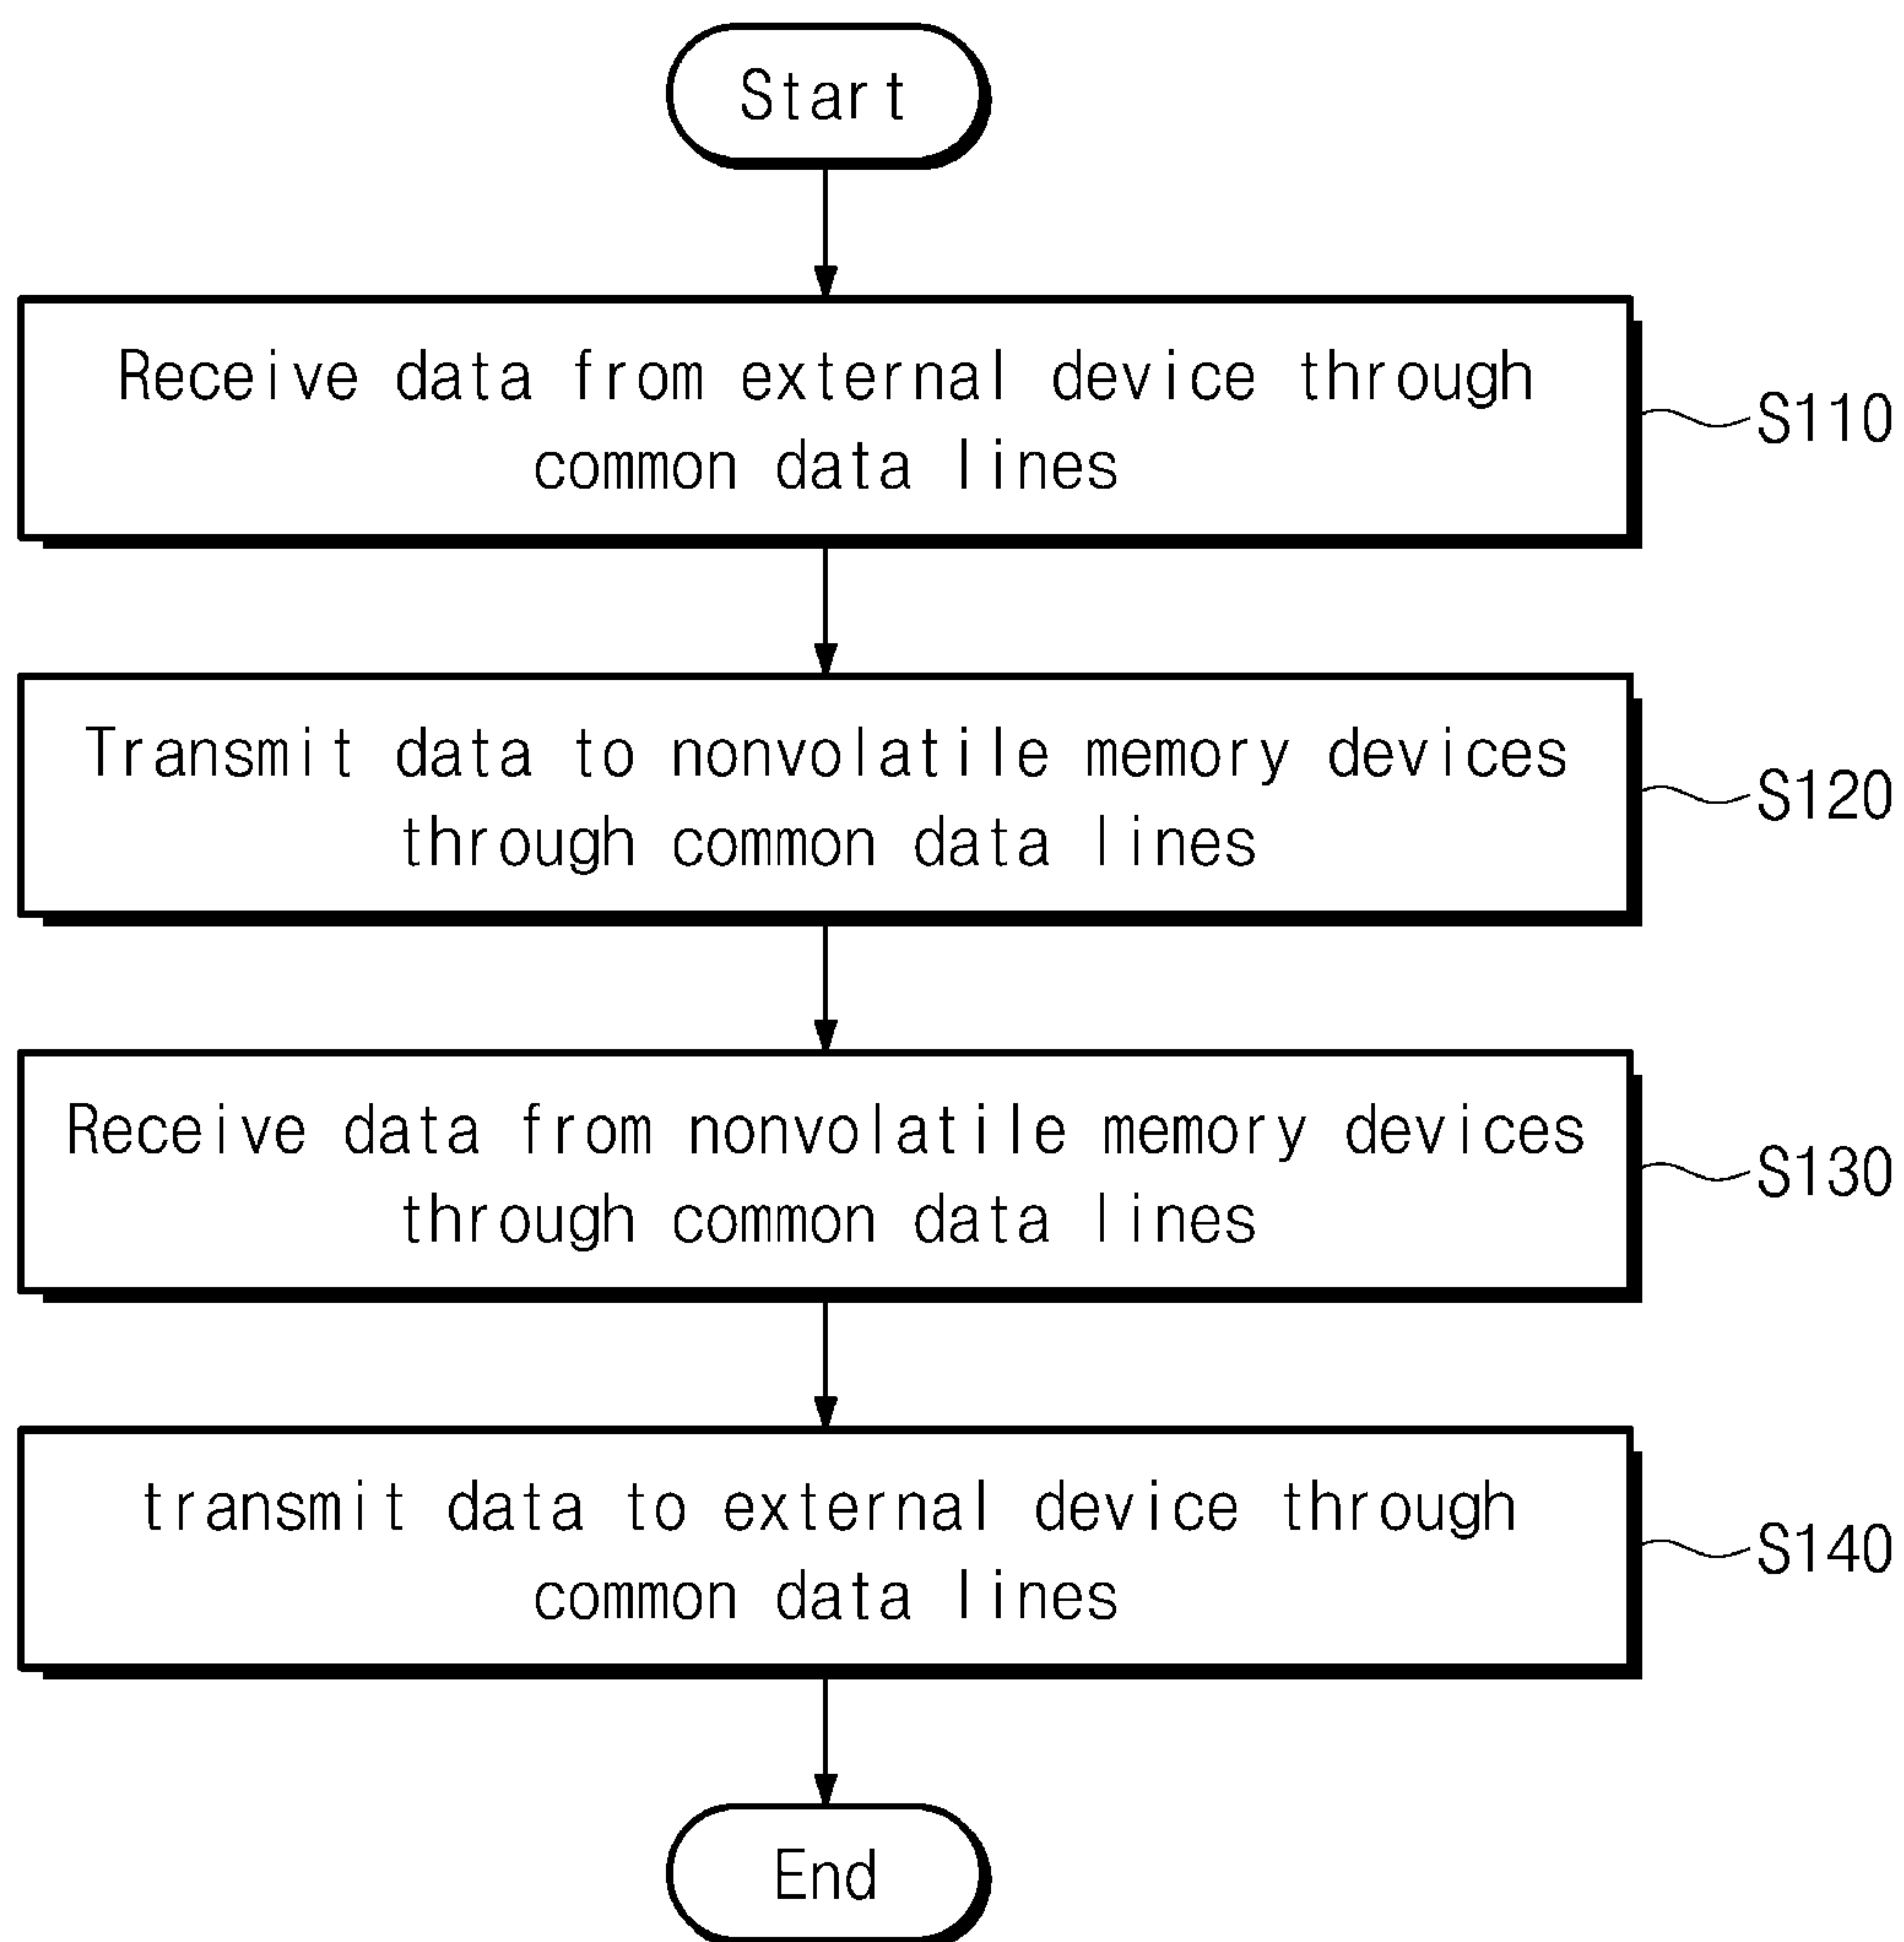 Start
Receive data from external device through
common data lines
S110
Transmit data to nonvolatile memory devices
through common data lines
S120
Receive data from nonvolatile memory devices
through common data lines
S130
transmit data to external device through
common data lines
S140
End